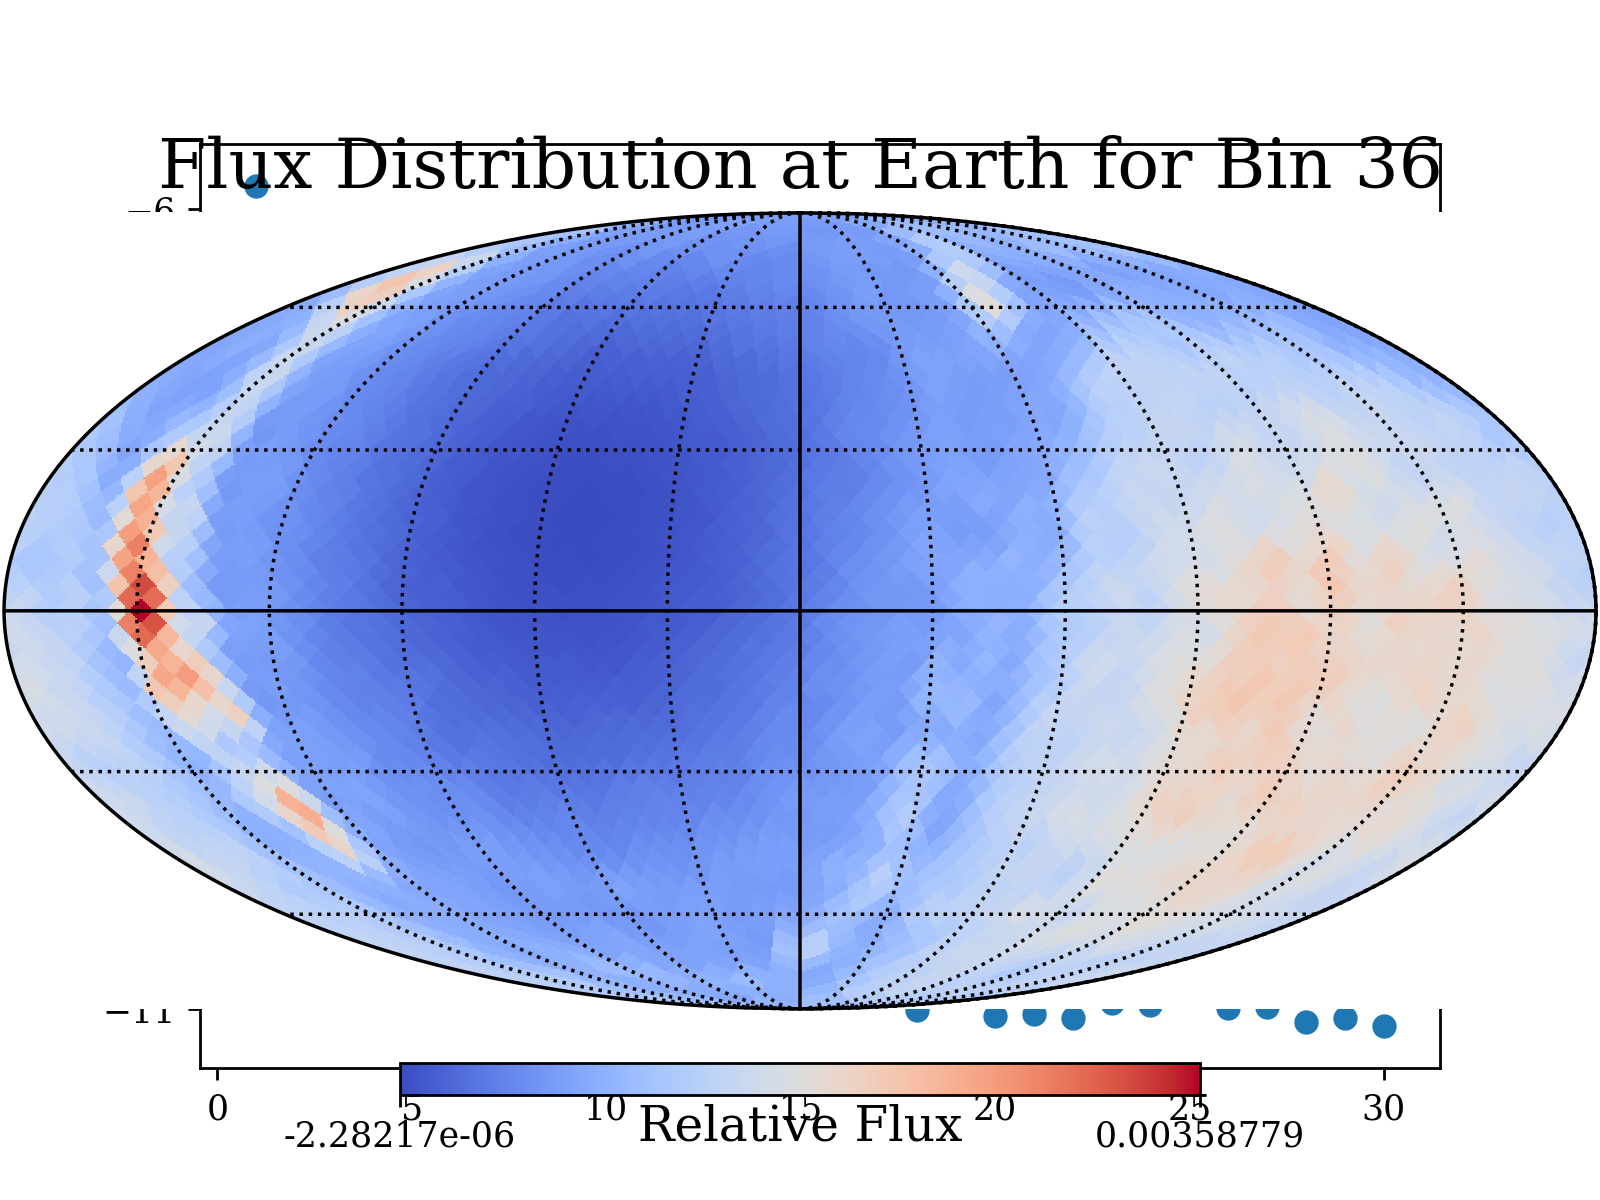 Flux Distribution at Earth for Bin 36
−6
−11
0 5 10 15 20 25 30
-2.28217e-06 Relative Flux 0.00358779